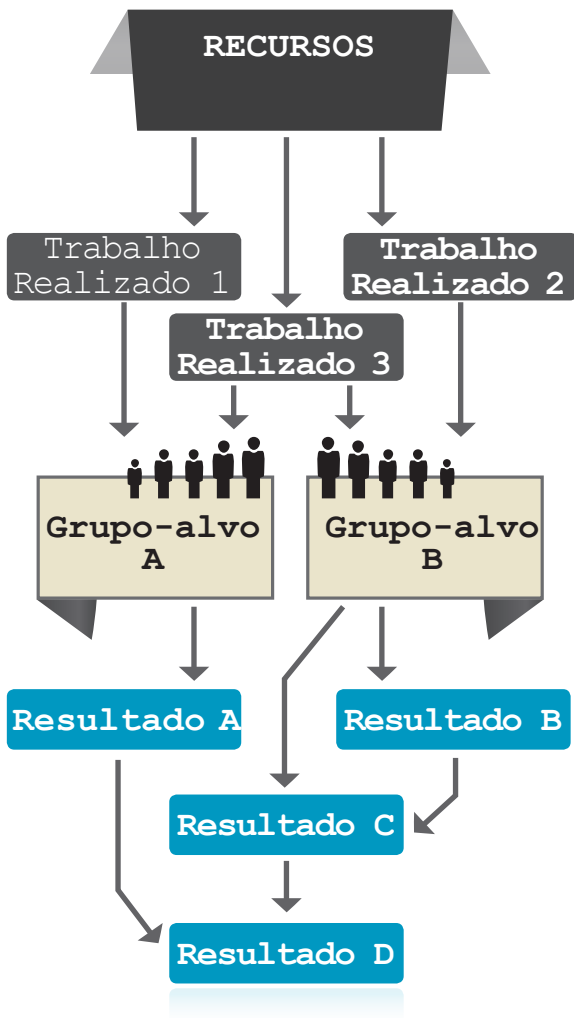 RECURSOS
Trabalho
Realizado 1
Trabalho
Realizado 2
Trabalho
Realizado 3
Grupo-alvo
A
Grupo-alvo
B
Resultado A
Resultado B
Resultado C
Resultado D